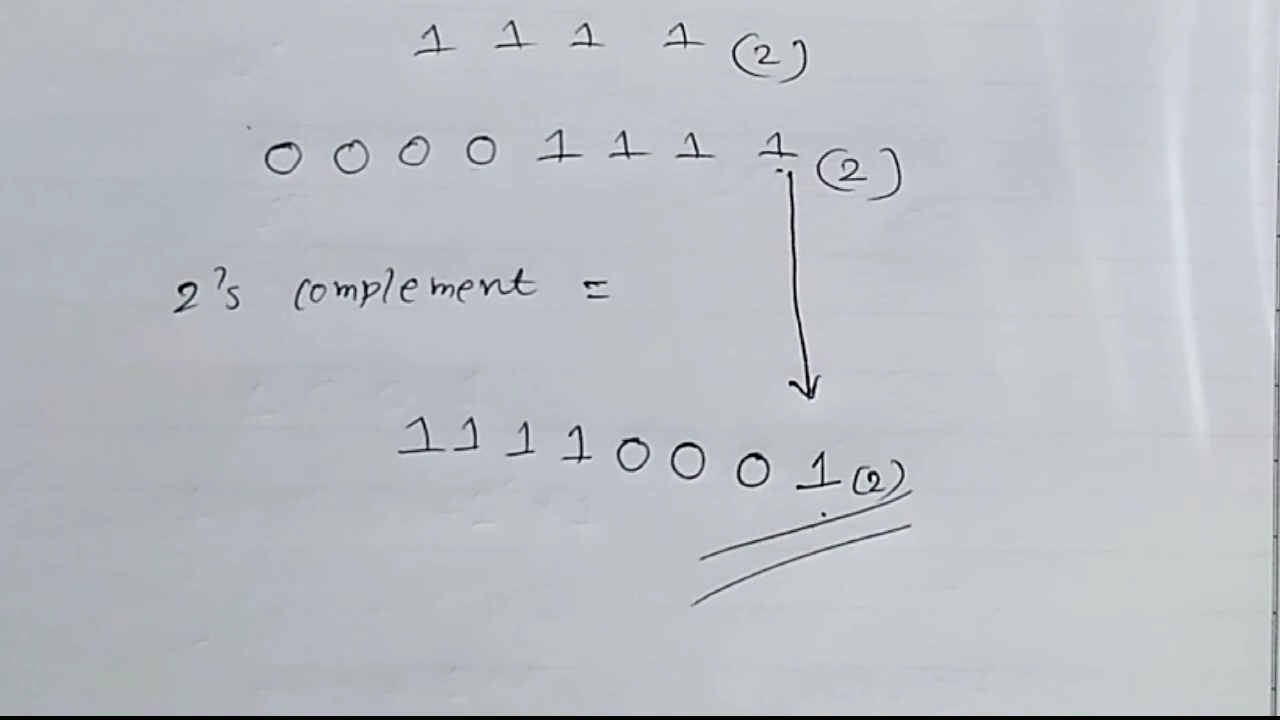 1 1 1 1 (2)
0 0 0 0 1 1 1 1 (2)
2's complement =
1 1 1 1 0 0 0 1 (2)